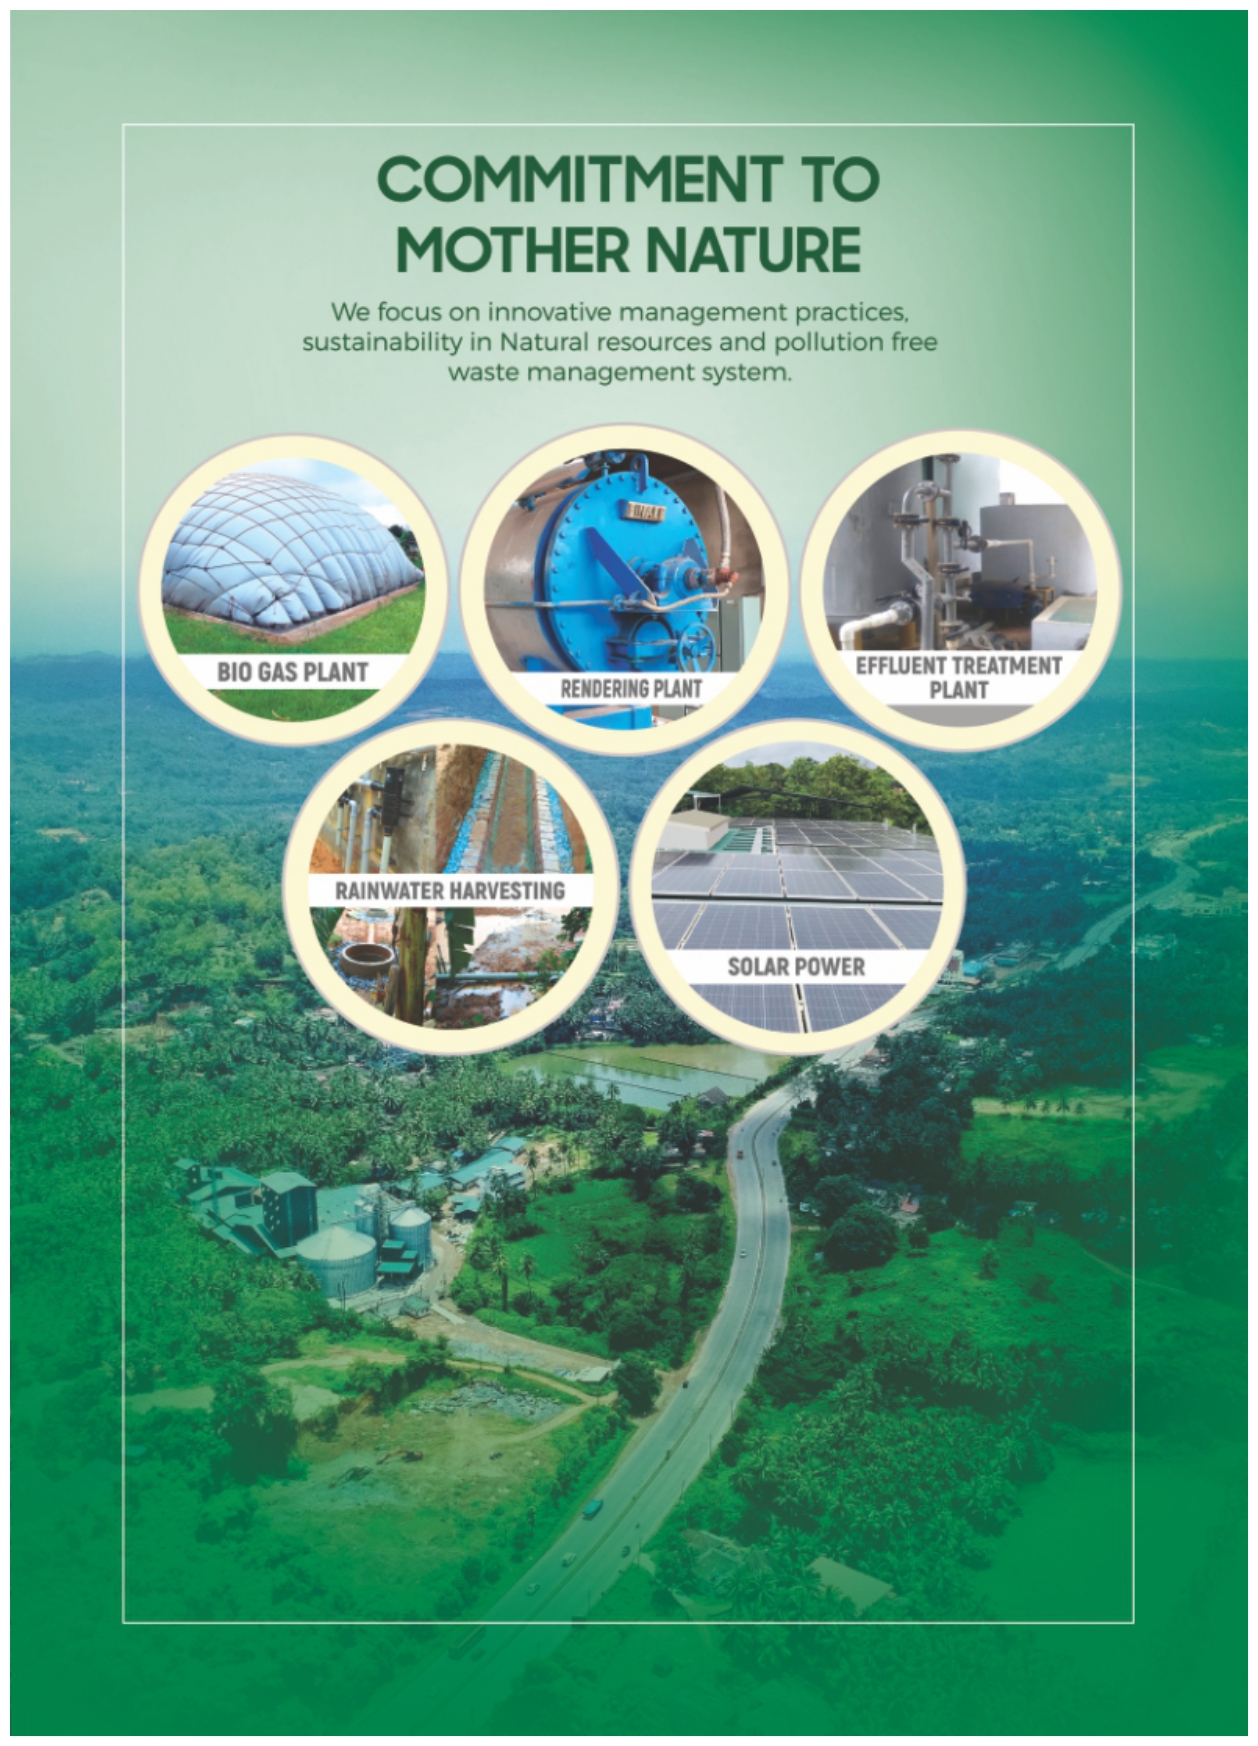 COMMITMENT TO
MOTHER NATURE
We focus on innovative management practices,
sustainability in Natural resources and pollution free
waste management system.
BIO GAS PLANT
RENDERING PLANT
EFFLUENT TREATMENT
PLANT
RAINWATER HARVESTING
SOLAR POWER